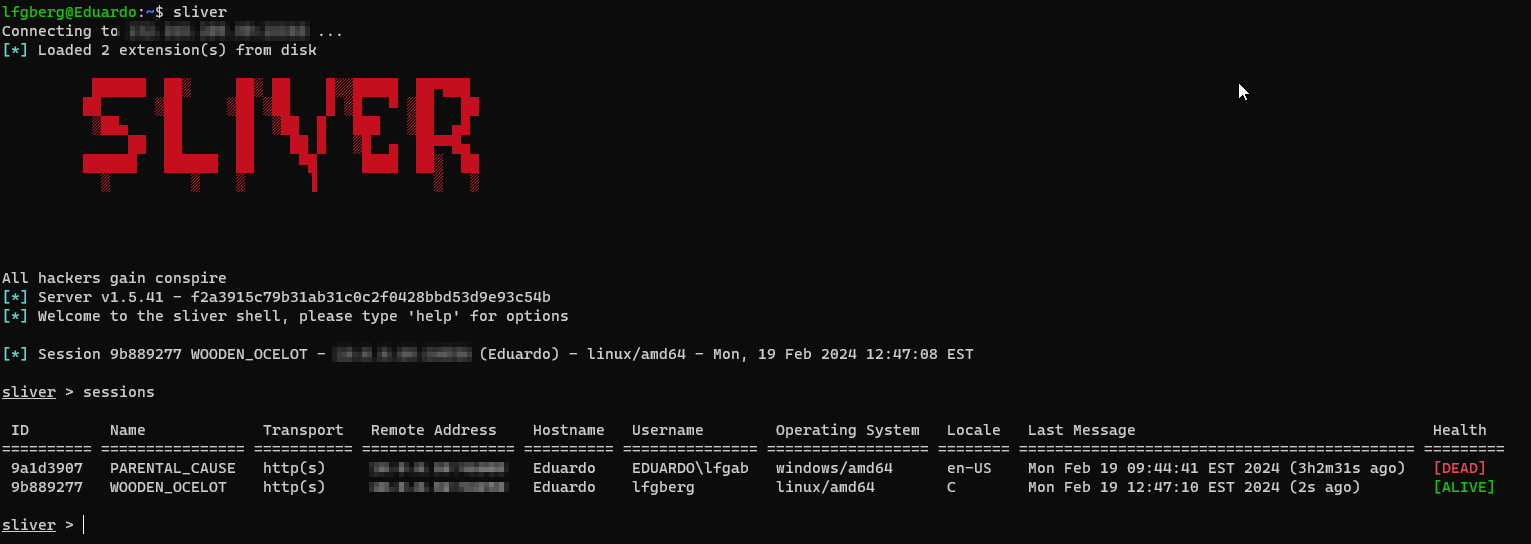 lfgberg@Eduardo:~$ sliver
Connecting to ...
[*] Loaded 2 extension(s) from disk
SLIVER
All hackers gain conspire
[*] Server v1.5.41 - f2a3915c79b31ab31c0c2f0428bbd53d9e93c54b
[*] Welcome to the sliver shell, please type 'help' for options
[*] Session 9b889277 WOODEN_OCELOT - (Eduardo) - linux/amd64 - Mon, 19 Feb 2024 12:47:08 EST
sliver > sessions
ID Name Transport Remote Address Hostname Username Operating System Locale Last Message Health
========== ================ =========== ================= ========== =============== ================== ======== ============================================ =========
9a1d3907 PARENTAL_CAUSE http(s) Eduardo EDUARDO\lfgab windows/amd64 en-US Mon Feb 19 09:44:41 EST 2024 (3h2m31s ago) [DEAD]
9b889277 WOODEN_OCELOT http(s) Eduardo lfgberg linux/amd64 C Mon Feb 19 12:47:10 EST 2024 (2s ago) [ALIVE]
sliver >